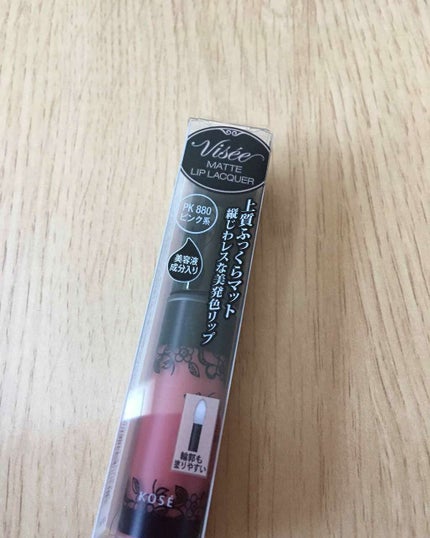 Visée
MATTE
LIP LACQUER
PK 880
ピンク系
上質ふっくらマット
縦じわレスな美発色リップ
美容液
成分入り
輪郭も
塗りやすい
KOSÉ